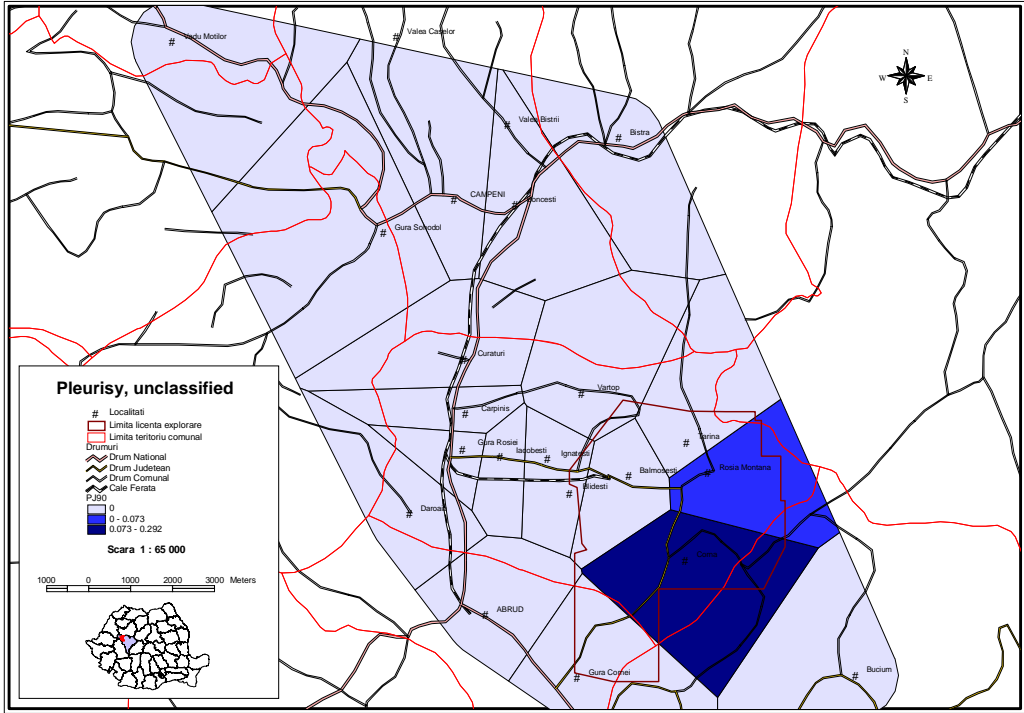 Vadu Motilor
Valea Caselor
N
W
E
S
Valea Bistrii
Bistra
CAMPENI
Boncesti
Gura Sohodol
Curaturi
Vartop
Carpinis
Gura Rosiei
Iacobesti
Ignatesti
Tarina
Balmosesti
Rosia Montana
Blidesti
Daroaia
ABRUD
Gura Cornei
Bucium
Pleurisy, unclassified
# Localitati
Limita licenta explorare
Limita teritoriu comunal
Drumuri
Drum National
Drum Judetean
Drum Comunal
Cale Ferata
PJ90
0
0 - 0.073
0.073 - 0.292
Scara 1 : 65 000
1000 0 1000 2000 3000 Meters